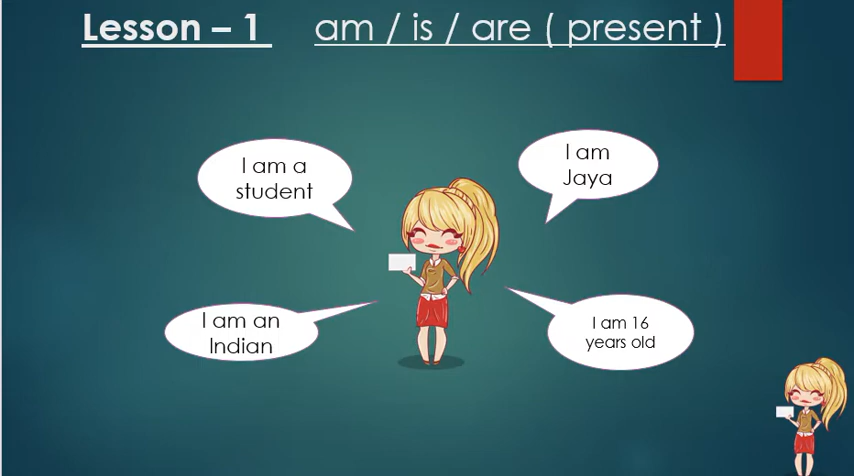 Lesson – 1 am / is / are ( present )
I am a
student
I am
Jaya
I am an
Indian
I am 16
years old